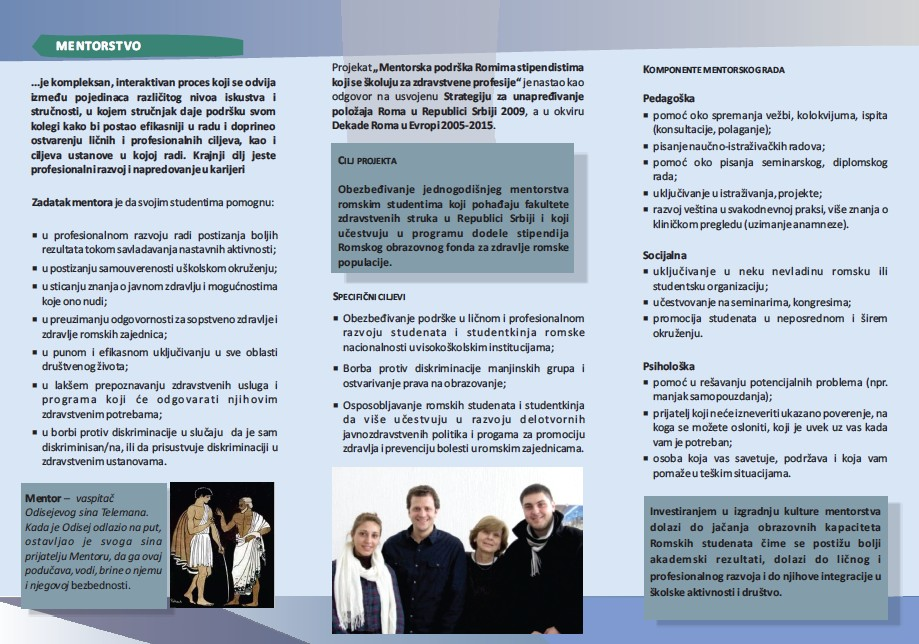 MENTORSTVO
...je kompleksan, interaktivan proces koji se odvija
između pojedinaca različitog nivoa iskustva i
stručnosti, u kojem stručnjak daje podršku svom
kolegi kako bi postao efikasniji u radu i doprineo
ostvarenju ličnih i profesionalnih ciljeva, kao i
ciljeva ustanove u kojoj radi. Krajnji cilj jeste
profesionalni razvoj i napredovanje u karijeri
Zadatak mentora je da svojim studentima pomognu:
▪ u profesionalnom razvoju radi postizanja boljih
rezultata tokom savladavanja nastavnih aktivnosti;
▪ u postizanju samouverenosti u školskom okruženju;
▪ u sticanju znanja o javnom zdravlju i mogućnostima
koje ono nudi;
▪ u preuzimanju odgovornosti za sopstveno zdravlje i
zdravlje romskih zajednica;
▪ u punom i efikasnom uključivanju u sve oblasti
društvenog života;
▪ u lakšem prepoznavanju zdravstvenih usluga i
programa koji će odgovarati njihovim
zdravstvenim potrebama;
▪ u borbi protiv diskriminacije u slučaju da je sam
diskriminisan/na, ili da prisustvuje diskriminaciji u
zdravstvenim ustanovama.
Mentor – vaspitač
Odisejevog sina Telemana.
Kada je Odisej odlazio na put,
ostavljao je svoga sina
prijatelju Mentoru, da ga ovaj
podučava, vodi, brine o njemu
i njegovoj bezbednosti.
Projekat „Mentorska podrška Romima stipendistima
koji se školuju za zdravstvene profesije“ je nastao kao
odgovor na usvojenu Strategiju za unapređivanje
položaja Roma u Republici Srbiji 2009, a u okviru
Dekade Roma u Evropi 2005-2015.
CILJ PROJEKTA
Obezbeđivanje jednogodišnjeg mentorstva
romskim studentima koji pohađaju fakultete
zdravstvenih struka u Republici Srbiji i koji
učestvuju u programu dodele stipendija
Romskog obrazovnog fonda za zdravlje romske
populacije.
SPECIFIČNI CILJEVI
▪ Obezbeđivanje podrške u ličnom i profesionalnom
razvoju studenata i studentkinja romske
nacionalnosti u visokoškolskim institucijama;
▪ Borba protiv diskriminacije manjinskih grupa i
ostvarivanje prava na obrazovanje;
▪ Osposobljavanje romskih studenata i studentkinja
da više učestvuju u razvoju delotvornih
javnozdravstvenih politika i progama za promociju
zdravlja i prevenciju bolesti u romskim zajednicama.
KOMPONENTE MENTORSKOG RADA
Pedagoška
▪ pomoć oko spremanja vežbi, kolokvijuma, ispita
(konsultacije, polaganje);
▪ pisanje naučno-istraživačkih radova;
▪ pomoć oko pisanja seminarskog, diplomskog
rada;
▪ uključivanje u istraživanja, projekte;
▪ razvoj veština u svakodnevnoj praksi, više znanja o
kliničkom pregledu (uzimanje anamneze).
Socijalna
▪ uključivanje u neku nevladinu romsku ili
studentsku organizaciju;
▪ učestvovanje na seminarima, kongresima;
▪ promocija studenata u neposrednom i širem
okruženju.
Psihološka
▪ pomoć u rešavanju potencijalnih problema (npr.
manjak samopouzdanja);
▪ prijatelj koji neće izneveriti ukazano poverenje, na
koga se možete osloniti, koji je uvek uz vas kada
vam je potreban;
▪ osoba koja vas savetuje, podržava i koja vam
pomaže u teškim situacijama.
Investiranjem u izgradnju kulture mentorstva
dolazi do jačanja obrazovnih kapaciteta
Romskih studenata čime se postižu bolji
akademski rezultati, dolazi do ličnog i
profesionalnog razvoja i do njihove integracije u
školske aktivnosti i društvo.